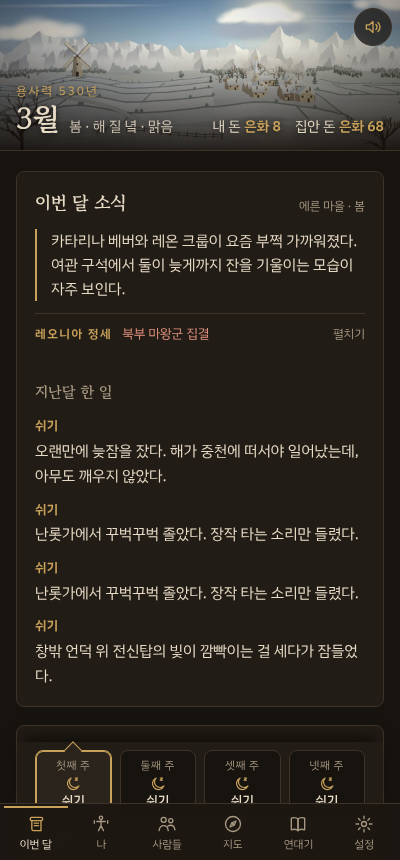 용사력 530년
3월 봄 · 해 질 녘 · 맑음 내 돈 은화 8 집안 돈 은화 68
이번 달 소식 에른 마을 · 봄
카타리나 베버와 레온 크룹이 요즘 부쩍 가까워졌다.
여관 구석에서 둘이 늦게까지 잔을 기울이는 모습이
자주 보인다.
레오니아 정세 북부 마왕군 집결 펼치기
지난달 한 일
쉬기
오랜만에 늦잠을 잤다. 해가 중천에 떠서야 일어났는데,
아무도 깨우지 않았다.
쉬기
난롯가에서 꾸벅꾸벅 졸았다. 장작 타는 소리만 들렸다.
쉬기
난롯가에서 꾸벅꾸벅 졸았다. 장작 타는 소리만 들렸다.
쉬기
창밖 언덕 위 전신탑의 빛이 깜빡이는 걸 세다가 잠들었
다.
첫째 주 둘째 주 셋째 주 넷째 주
쉬기 쉬기 쉬기 쉬기
이번 달 나 사람들 지도 연대기 설정